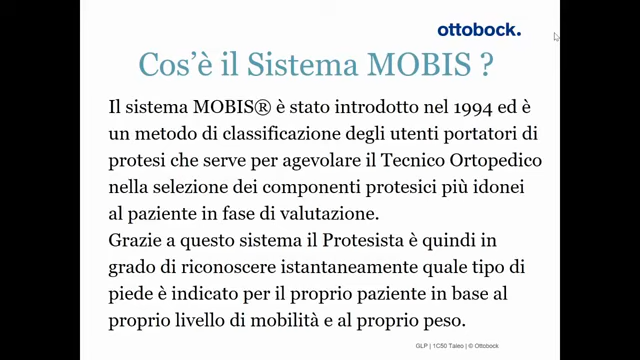 ottobock.
Cos’è il Sistema MOBIS ?
Il sistema MOBIS® è stato introdotto nel 1994 ed è
un metodo di classificazione degli utenti portatori di
protesi che serve per agevolare il Tecnico Ortopedico
nella selezione dei componenti protesici più idonei
al paziente in fase di valutazione.
Grazie a questo sistema il Protesista è quindi in
grado di riconoscere istantaneamente quale tipo di
piede è indicato per il proprio paziente in base al
proprio livello di mobilità e al proprio peso.
GLP | 1C50 Taleo | © Ottobock